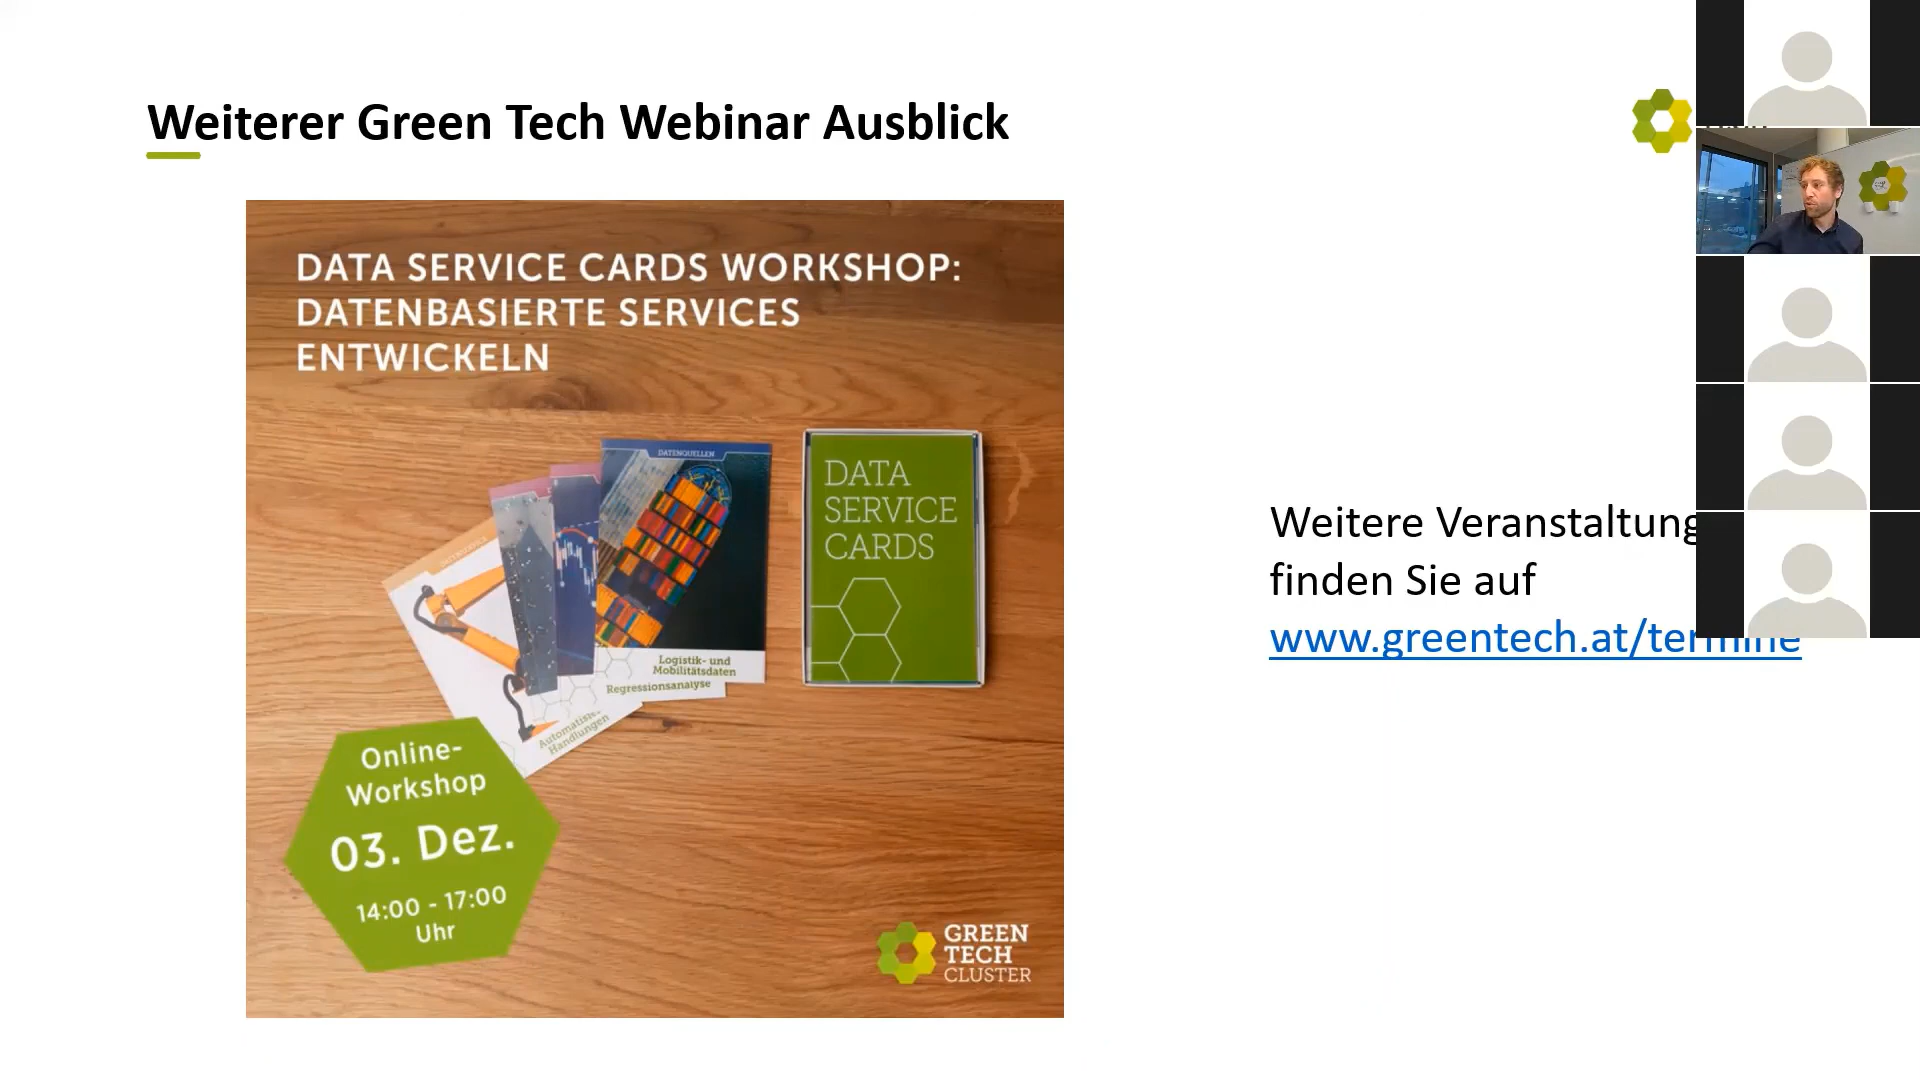 Weiterer Green Tech Webinar Ausblick
DATA SERVICE CARDS WORKSHOP:
DATENBASIERTE SERVICES
ENTWICKELN
DATENQUELLEN
DATA
SERVICE
CARDS
Logistik- und
Mobilitätsdaten
Regressionsanalyse
Handlungen
Online-
Workshop
03. Dez.
14:00 - 17:00
Uhr
GREEN
TECH
CLUSTER
Weitere Veranstaltung
finden Sie auf
www.greentech.at/termine